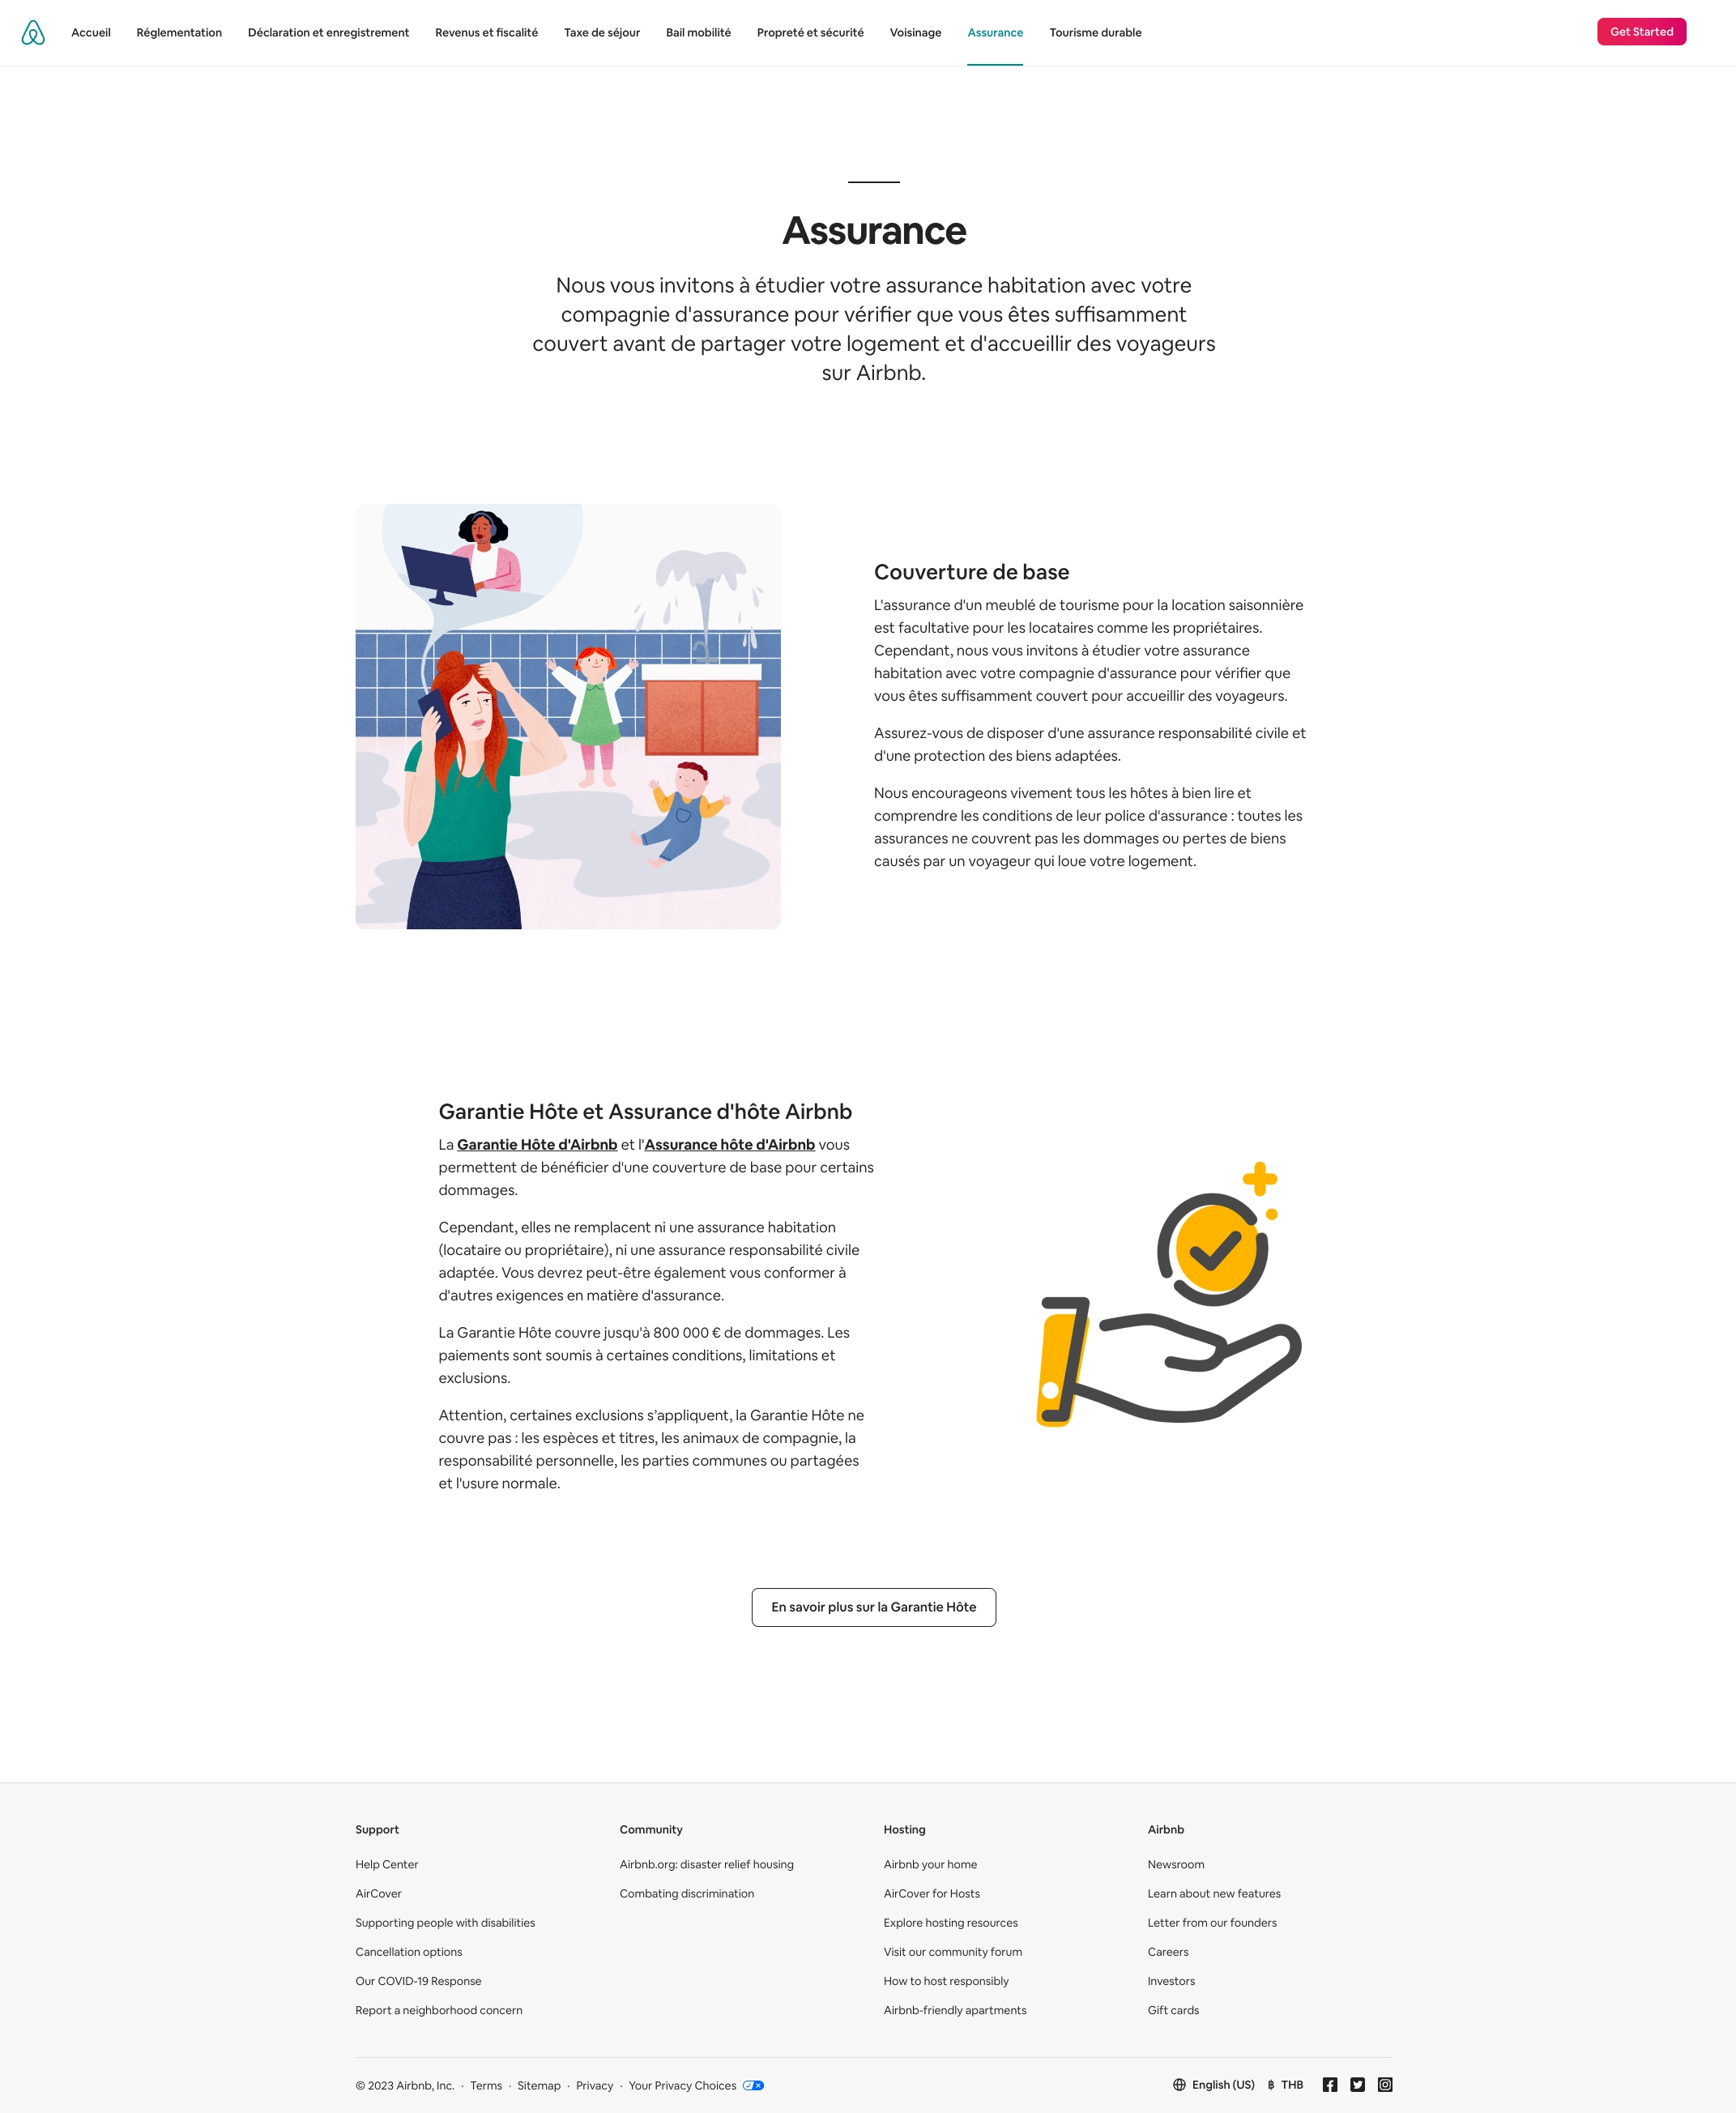 Accueil
Réglementation
Déclaration et enregistrement
Revenus et fiscalité
Taxe de séjour
Bail mobilité
Propreté et sécurité
Voisinage
Assurance
Tourisme durable
Get Started
Assurance
Nous vous invitons à étudier votre assurance habitation avec votre
compagnie d'assurance pour vérifier que vous êtes suffisamment
couvert avant de partager votre logement et d'accueillir des voyageurs
sur Airbnb.
Couverture de base
L'assurance d'un meublé de tourisme pour la location saisonnière
est facultative pour les locataires comme les propriétaires.
Cependant, nous vous invitons à étudier votre assurance
habitation avec votre compagnie d'assurance pour vérifier que
vous êtes suffisamment couvert pour accueillir des voyageurs.
Assurez-vous de disposer d'une assurance responsabilité civile et
d'une protection des biens adaptées.
Nous encourageons vivement tous les hôtes à bien lire et
comprendre les conditions de leur police d'assurance : toutes les
assurances ne couvrent pas les dommages ou pertes de biens
causés par un voyageur qui loue votre logement.
Garantie Hôte et Assurance d'hôte Airbnb
La Garantie Hôte d'Airbnb et l'Assurance hôte d'Airbnb vous
permettent de bénéficier d'une couverture de base pour certains
dommages.
Cependant, elles ne remplacent ni une assurance habitation
(locataire ou propriétaire), ni une assurance responsabilité civile
adaptée. Vous devrez peut-être également vous conformer à
d'autres exigences en matière d'assurance.
La Garantie Hôte couvre jusqu'à 800 000 € de dommages. Les
paiements sont soumis à certaines conditions, limitations et
exclusions.
Attention, certaines exclusions s’appliquent, la Garantie Hôte ne
couvre pas : les espèces et titres, les animaux de compagnie, la
responsabilité personnelle, les parties communes ou partagées
et l'usure normale.
En savoir plus sur la Garantie Hôte
Support
Help Center
AirCover
Supporting people with disabilities
Cancellation options
Our COVID-19 Response
Report a neighborhood concern
Community
Airbnb.org: disaster relief housing
Combating discrimination
Hosting
Airbnb your home
AirCover for Hosts
Explore hosting resources
Visit our community forum
How to host responsibly
Airbnb-friendly apartments
Airbnb
Newsroom
Learn about new features
Letter from our founders
Careers
Investors
Gift cards
© 2023 Airbnb, Inc. · Terms · Sitemap · Privacy · Your Privacy Choices
English (US) ฿ THB